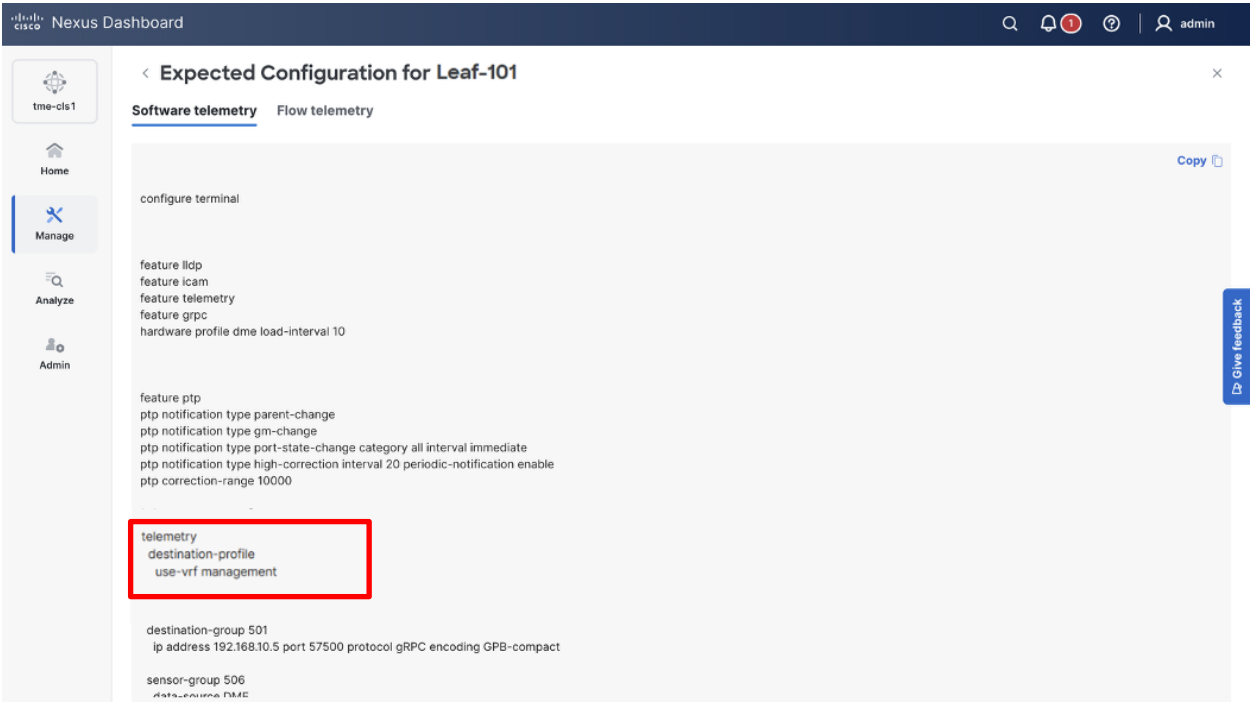 cisco Nexus Dashboard
1
admin
tme-cls1
Home
Manage
Analyze
Admin
Expected Configuration for Leaf-101
Software telemetry Flow telemetry
Copy
configure terminal
feature lldp
feature icam
feature telemetry
feature grpc
hardware profile dme load-interval 10
feature ptp
ptp notification type parent-change
ptp notification type gm-change
ptp notification type port-state-change category all interval immediate
ptp notification type high-correction interval 20 periodic-notification enable
ptp correction-range 10000
telemetry
destination-profile
use-vrf management
destination-group 501
ip address 192.168.10.5 port 57500 protocol gRPC encoding GPB-compact
sensor-group 506
data-source DME
Give feedback